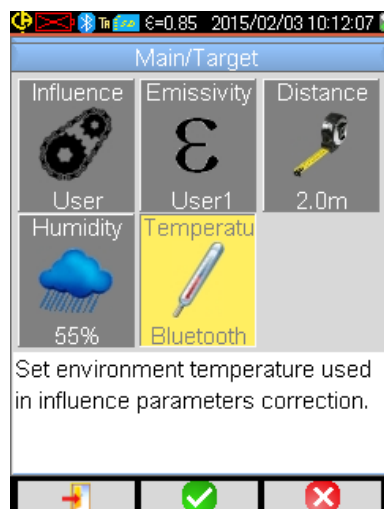 TR ε=0.85 2015/02/03 10:12:07
Main/Target
Influence Emissivity Distance
ε
User User1 2.0m
Humidity Temperatu
55% Bluetooth
Set environment temperature used
in influence parameters correction.